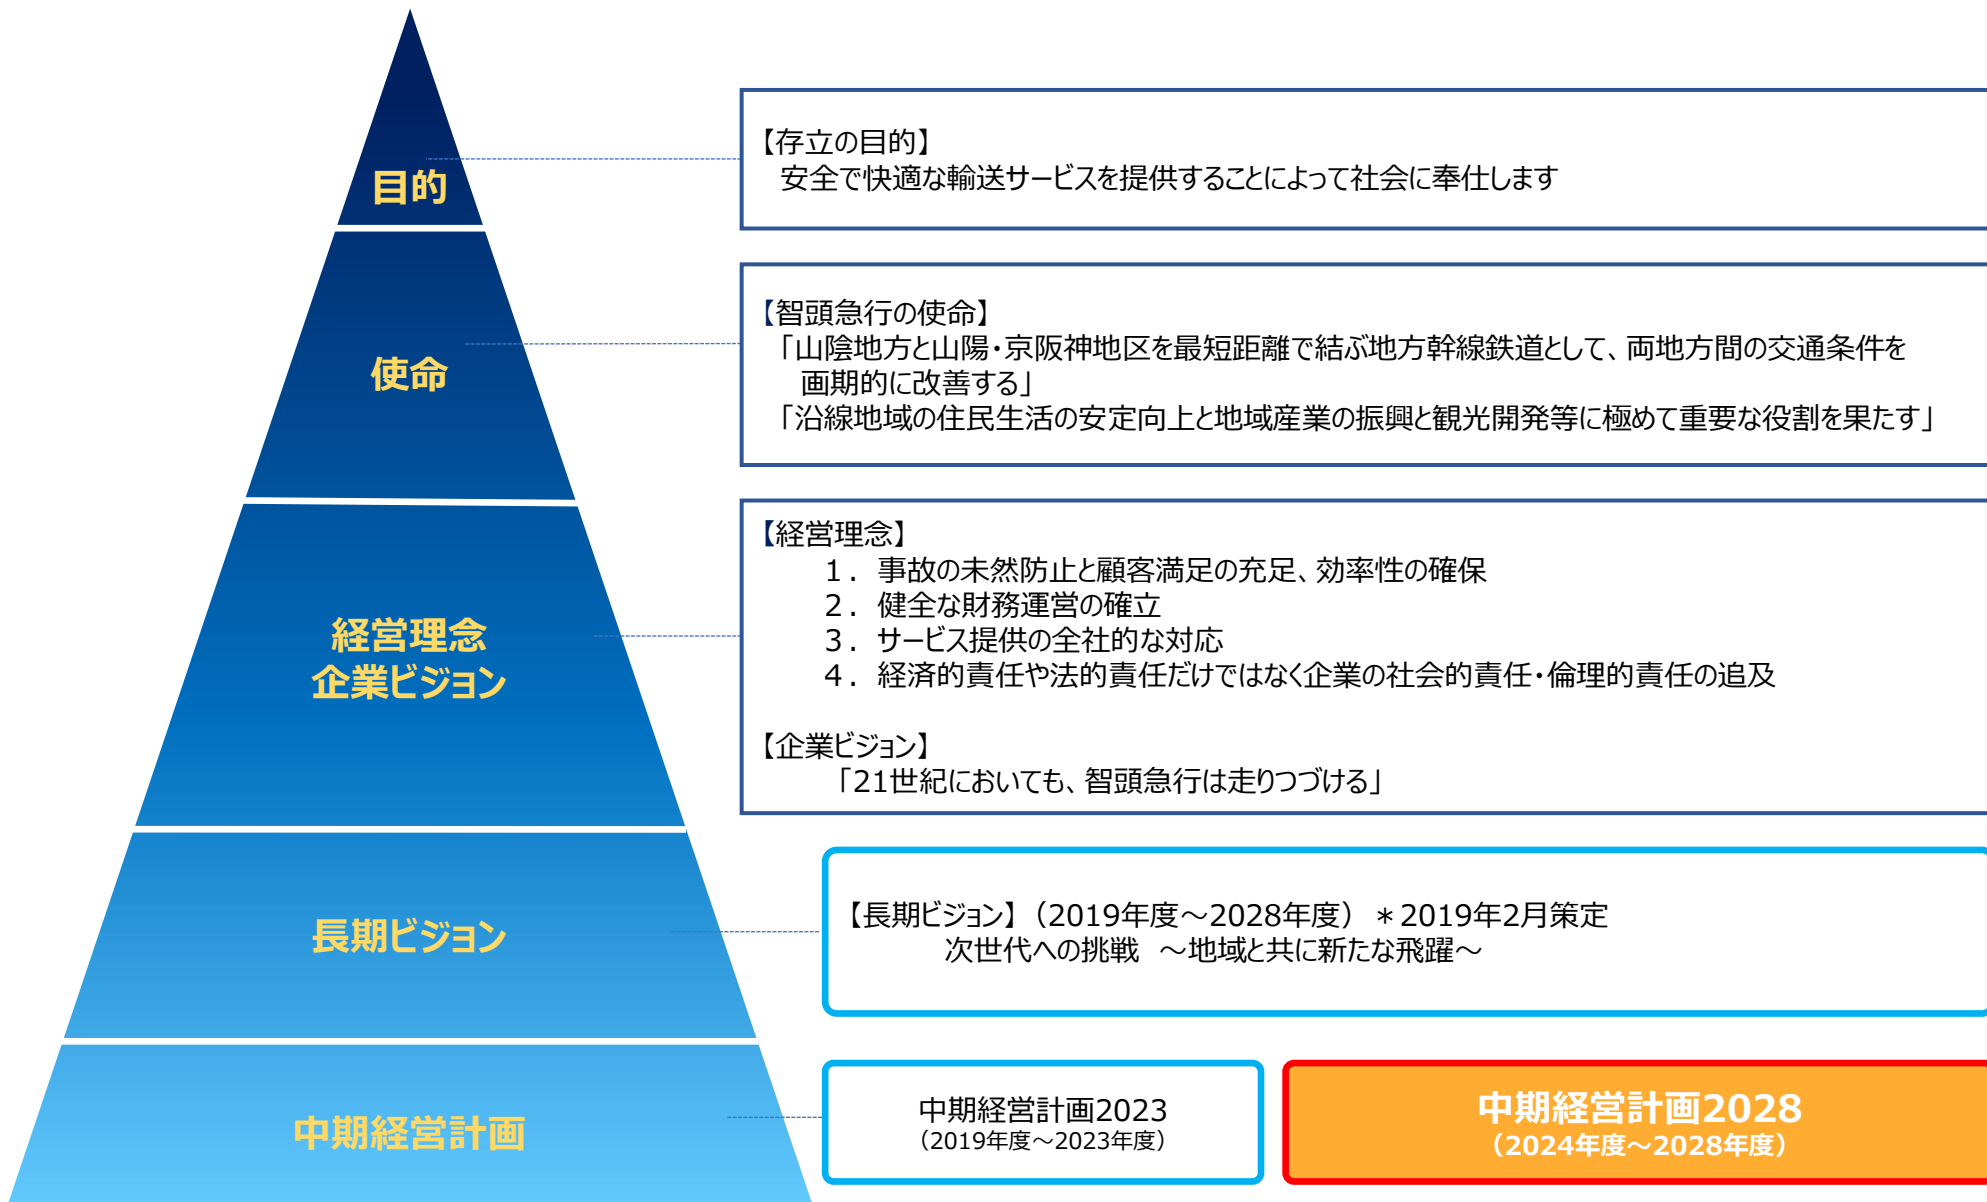 目的
【存立の目的】
安全で快適な輸送サービスを提供することによって社会に奉仕します
使命
【智頭急行の使命】
「山陰地方と山陽・京阪神地区を最短距離で結ぶ地方幹線鉄道として、両地方間の交通条件を
画期的に改善する」
「沿線地域の住民生活の安定向上と地域産業の振興と観光開発等に極めて重要な役割を果たす」
経営理念
企業ビジョン
【経営理念】
１．事故の未然防止と顧客満足の充足、効率性の確保
２．健全な財務運営の確立
３．サービス提供の全社的な対応
４．経済的責任や法的責任だけではなく企業の社会的責任・倫理的責任の追及
【企業ビジョン】
「21世紀においても、智頭急行は走りつづける」
長期ビジョン
【長期ビジョン】（2019年度～2028年度）＊2019年2月策定
次世代への挑戦　～地域と共に新たな飛躍～
中期経営計画
中期経営計画2023
（2019年度～2023年度）
中期経営計画2028
（2024年度～2028年度）